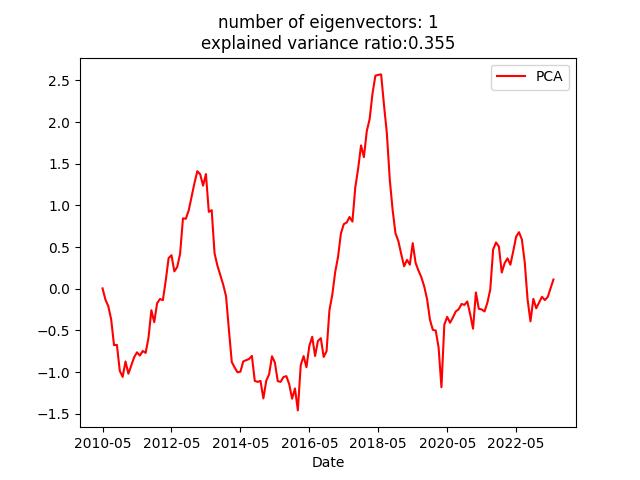 number of eigenvectors: 1
explained variance ratio:0.355
PCA
2.5
2.0
1.5
1.0
0.5
0.0
−0.5
−1.0
−1.5
2010-05 2012-05 2014-05 2016-05 2018-05 2020-05 2022-05
Date